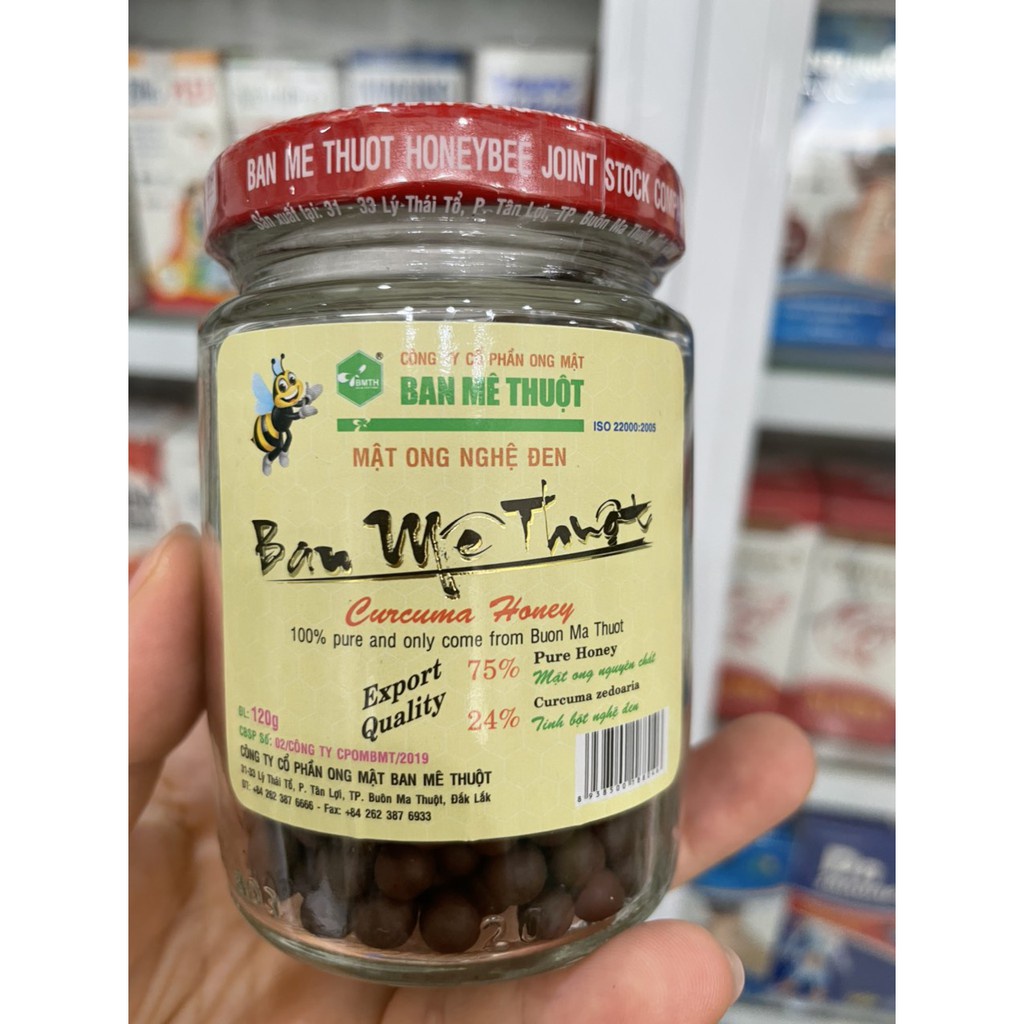 BAN ME THUOT HONEYBEE JOINT STOCK
Sản xuất tại: 31 - 33 Lý Thái Tổ, P. Tân Lợi, TP. Buôn Ma Thuột,
BMTH
®
CÔNG TY CỔ PHẦN ONG MẬT
BAN MÊ THUỘT
ISO 22000:2005
MẬT ONG NGHỆ ĐEN
Ban Mê Thuột
Curcuma Honey
100% pure and only come from Buon Ma Thuot
Export Quality
75% Pure Honey
Mật ong nguyên chất
24% Curcuma zedoaria
Tinh bột nghệ đen
ĐL: 120g
CBSP Số: 02/CÔNG TY CPOMBMT/2019
CÔNG TY CỔ PHẦN ONG MẬT BAN MÊ THUỘT
31-33 Lý Thái Tổ, P. Tân Lợi, TP. Buôn Ma Thuột, Đắk Lắk
ĐT: +84 262 387 6666 - Fax: +84 262 387 6933